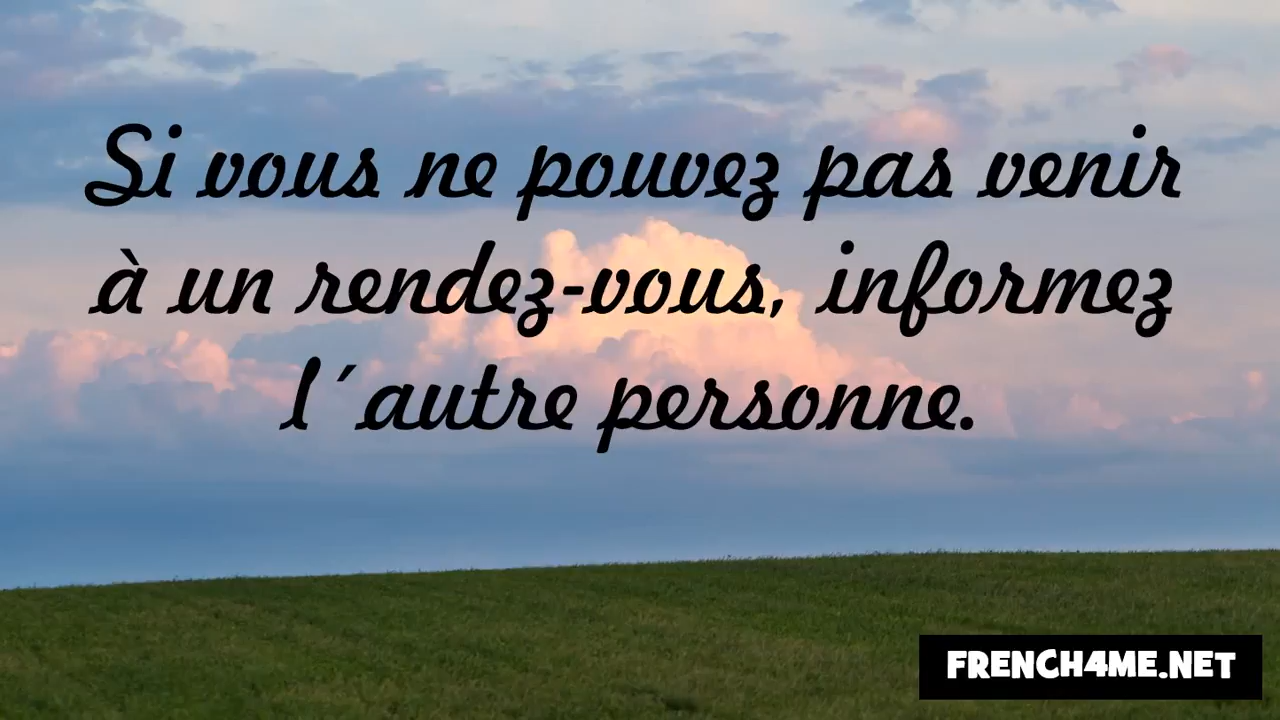 Si vous ne pouvez pas venir
à un rendez-vous, informez
l´autre personne.
FRENCH4ME.NET